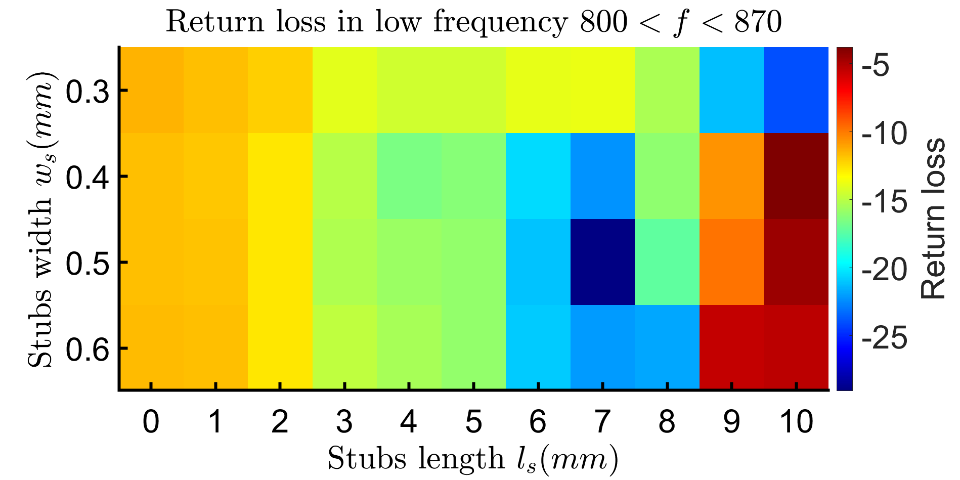 Return loss in low frequency 800 < f < 870
Stubs width w_s(mm)
0.3
0.4
0.5
0.6
0 1 2 3 4 5 6 7 8 9 10
Stubs length l_s(mm)
-5
-10
-15
-20
-25
Return loss